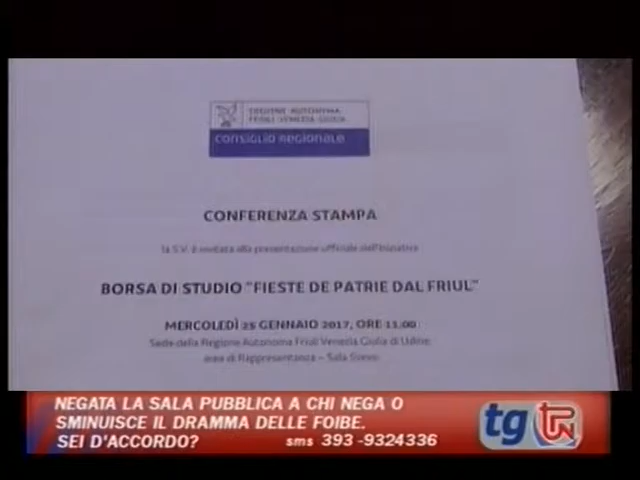 REGIONE AUTONOMA
FRIULI VENEZIA GIULIA
consiglio regionale
CONFERENZA STAMPA
la S.V. è invitata alla presentazione ufficiale dell'iniziativa
BORSA DI STUDIO "FIESTE DE PATRIE DAL FRIUL"
MERCOLEDÌ 25 GENNAIO 2017, ORE 11.00
Sede della Regione Autonoma Friuli Venezia Giulia di Udine
area di Rappresentanza – Sala
NEGATA LA SALA PUBBLICA A CHI NEGA O
SMINUISCE IL DRAMMA DELLE FOIBE.
SEI D'ACCORDO? sms 393-9324336
tg TPN